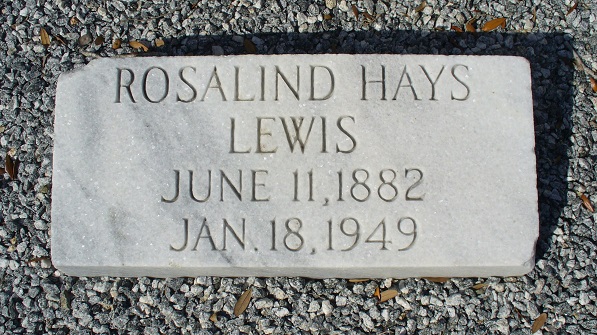 ROSALIND HAYS
LEWIS
JUNE 11, 1882
JAN. 18, 1949